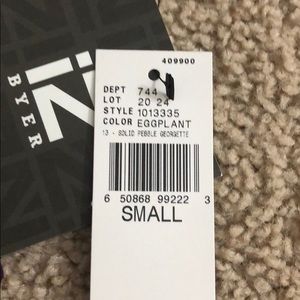 iZ
BYER
409900
DEPT 744
LOT 20 24
STYLE 1013335
COLOR EGGPLANT
13 - SOLID PEBBLE GEORGETTE
6 50868 99222 3
SMALL